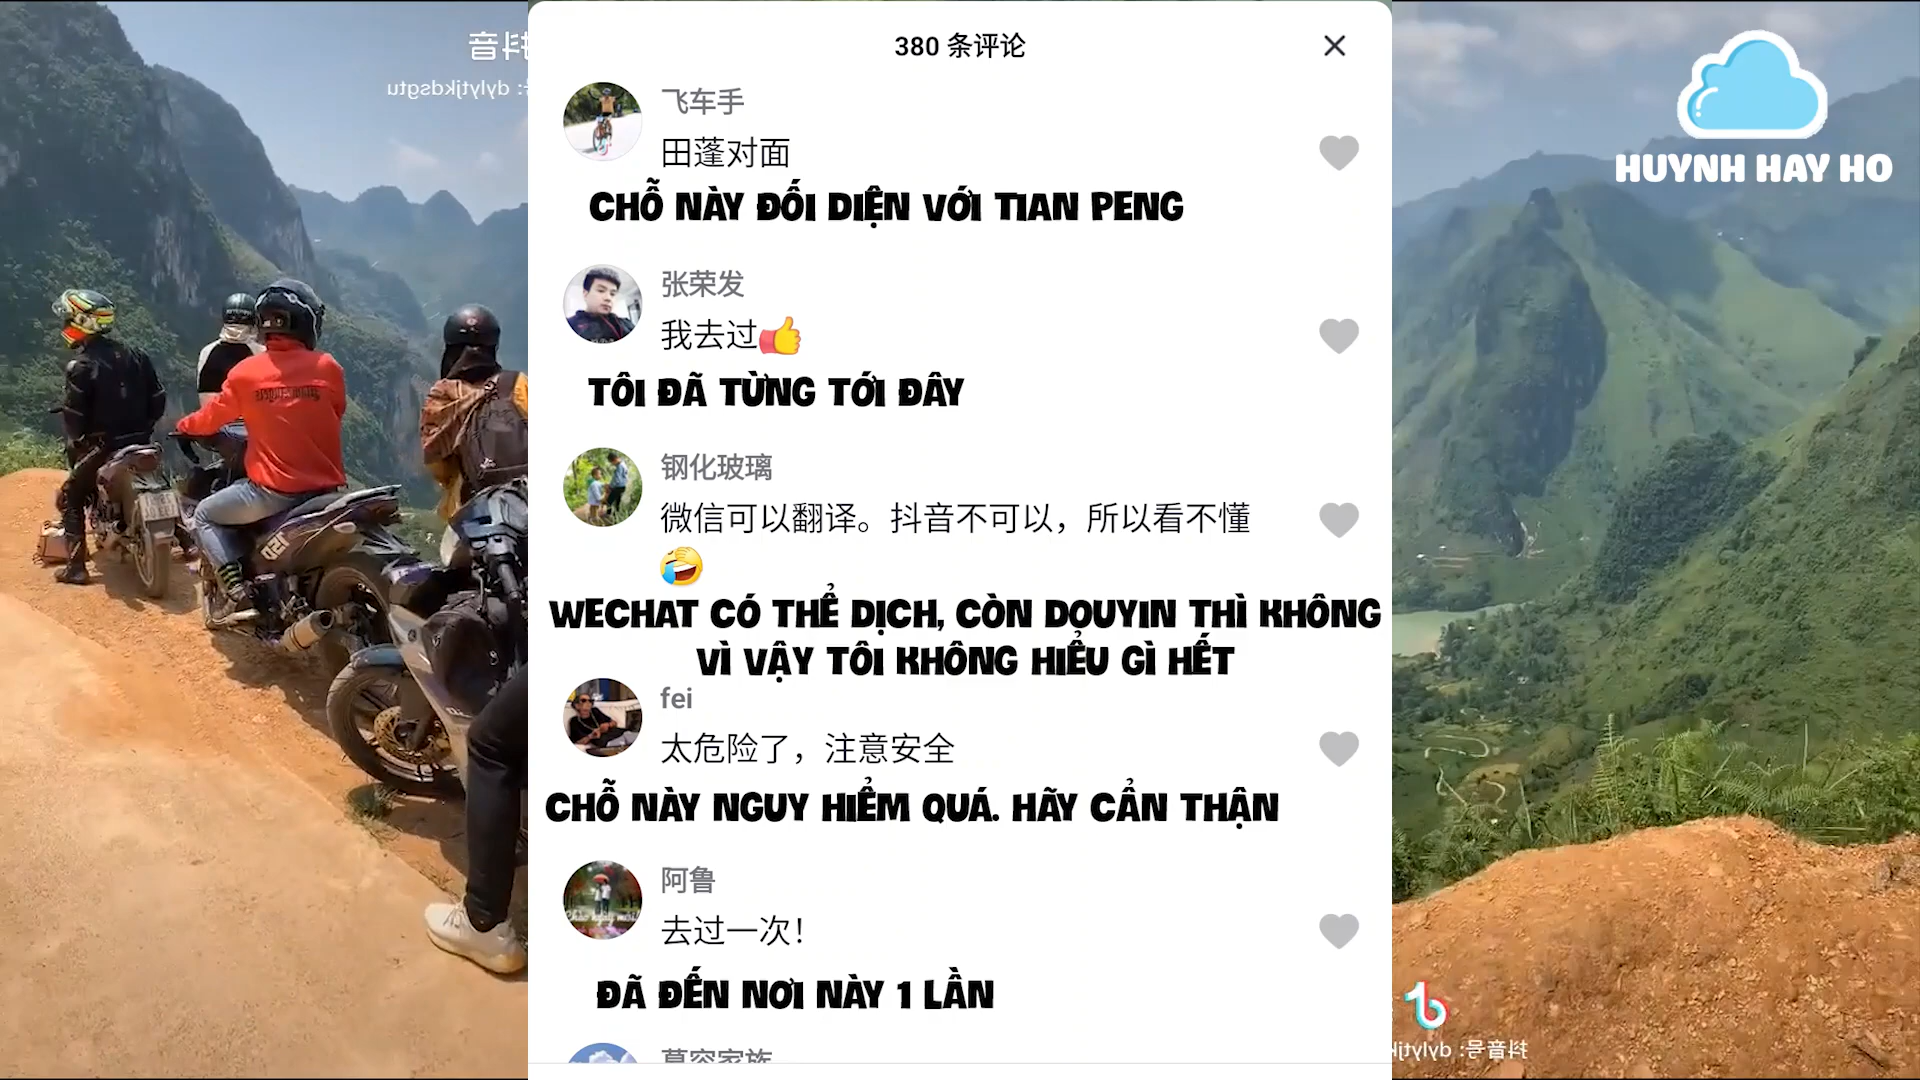 380 条评论
飞车手
田蓬对面
CHỖ NÀY ĐỐI DIỆN VỚI TIAN PENG
张荣发
我去过👍
TÔI ĐÃ TỪNG TỚI ĐÂY
钢化玻璃
微信可以翻译。抖音不可以，所以看不懂
🤣
WECHAT CÓ THỂ DỊCH, CÒN DOUYIN THÌ KHÔNG
VÌ VẬY TÔI KHÔNG HIỂU GÌ HẾT
fei
太危险了，注意安全
CHỖ NÀY NGUY HIỂM QUÁ. HÃY CẨN THẬN
阿鲁
去过一次！
ĐÃ ĐẾN NƠI NÀY 1 LẦN
HUYNH HAY HO
抖音
dylytjkdsgtu
抖音号: